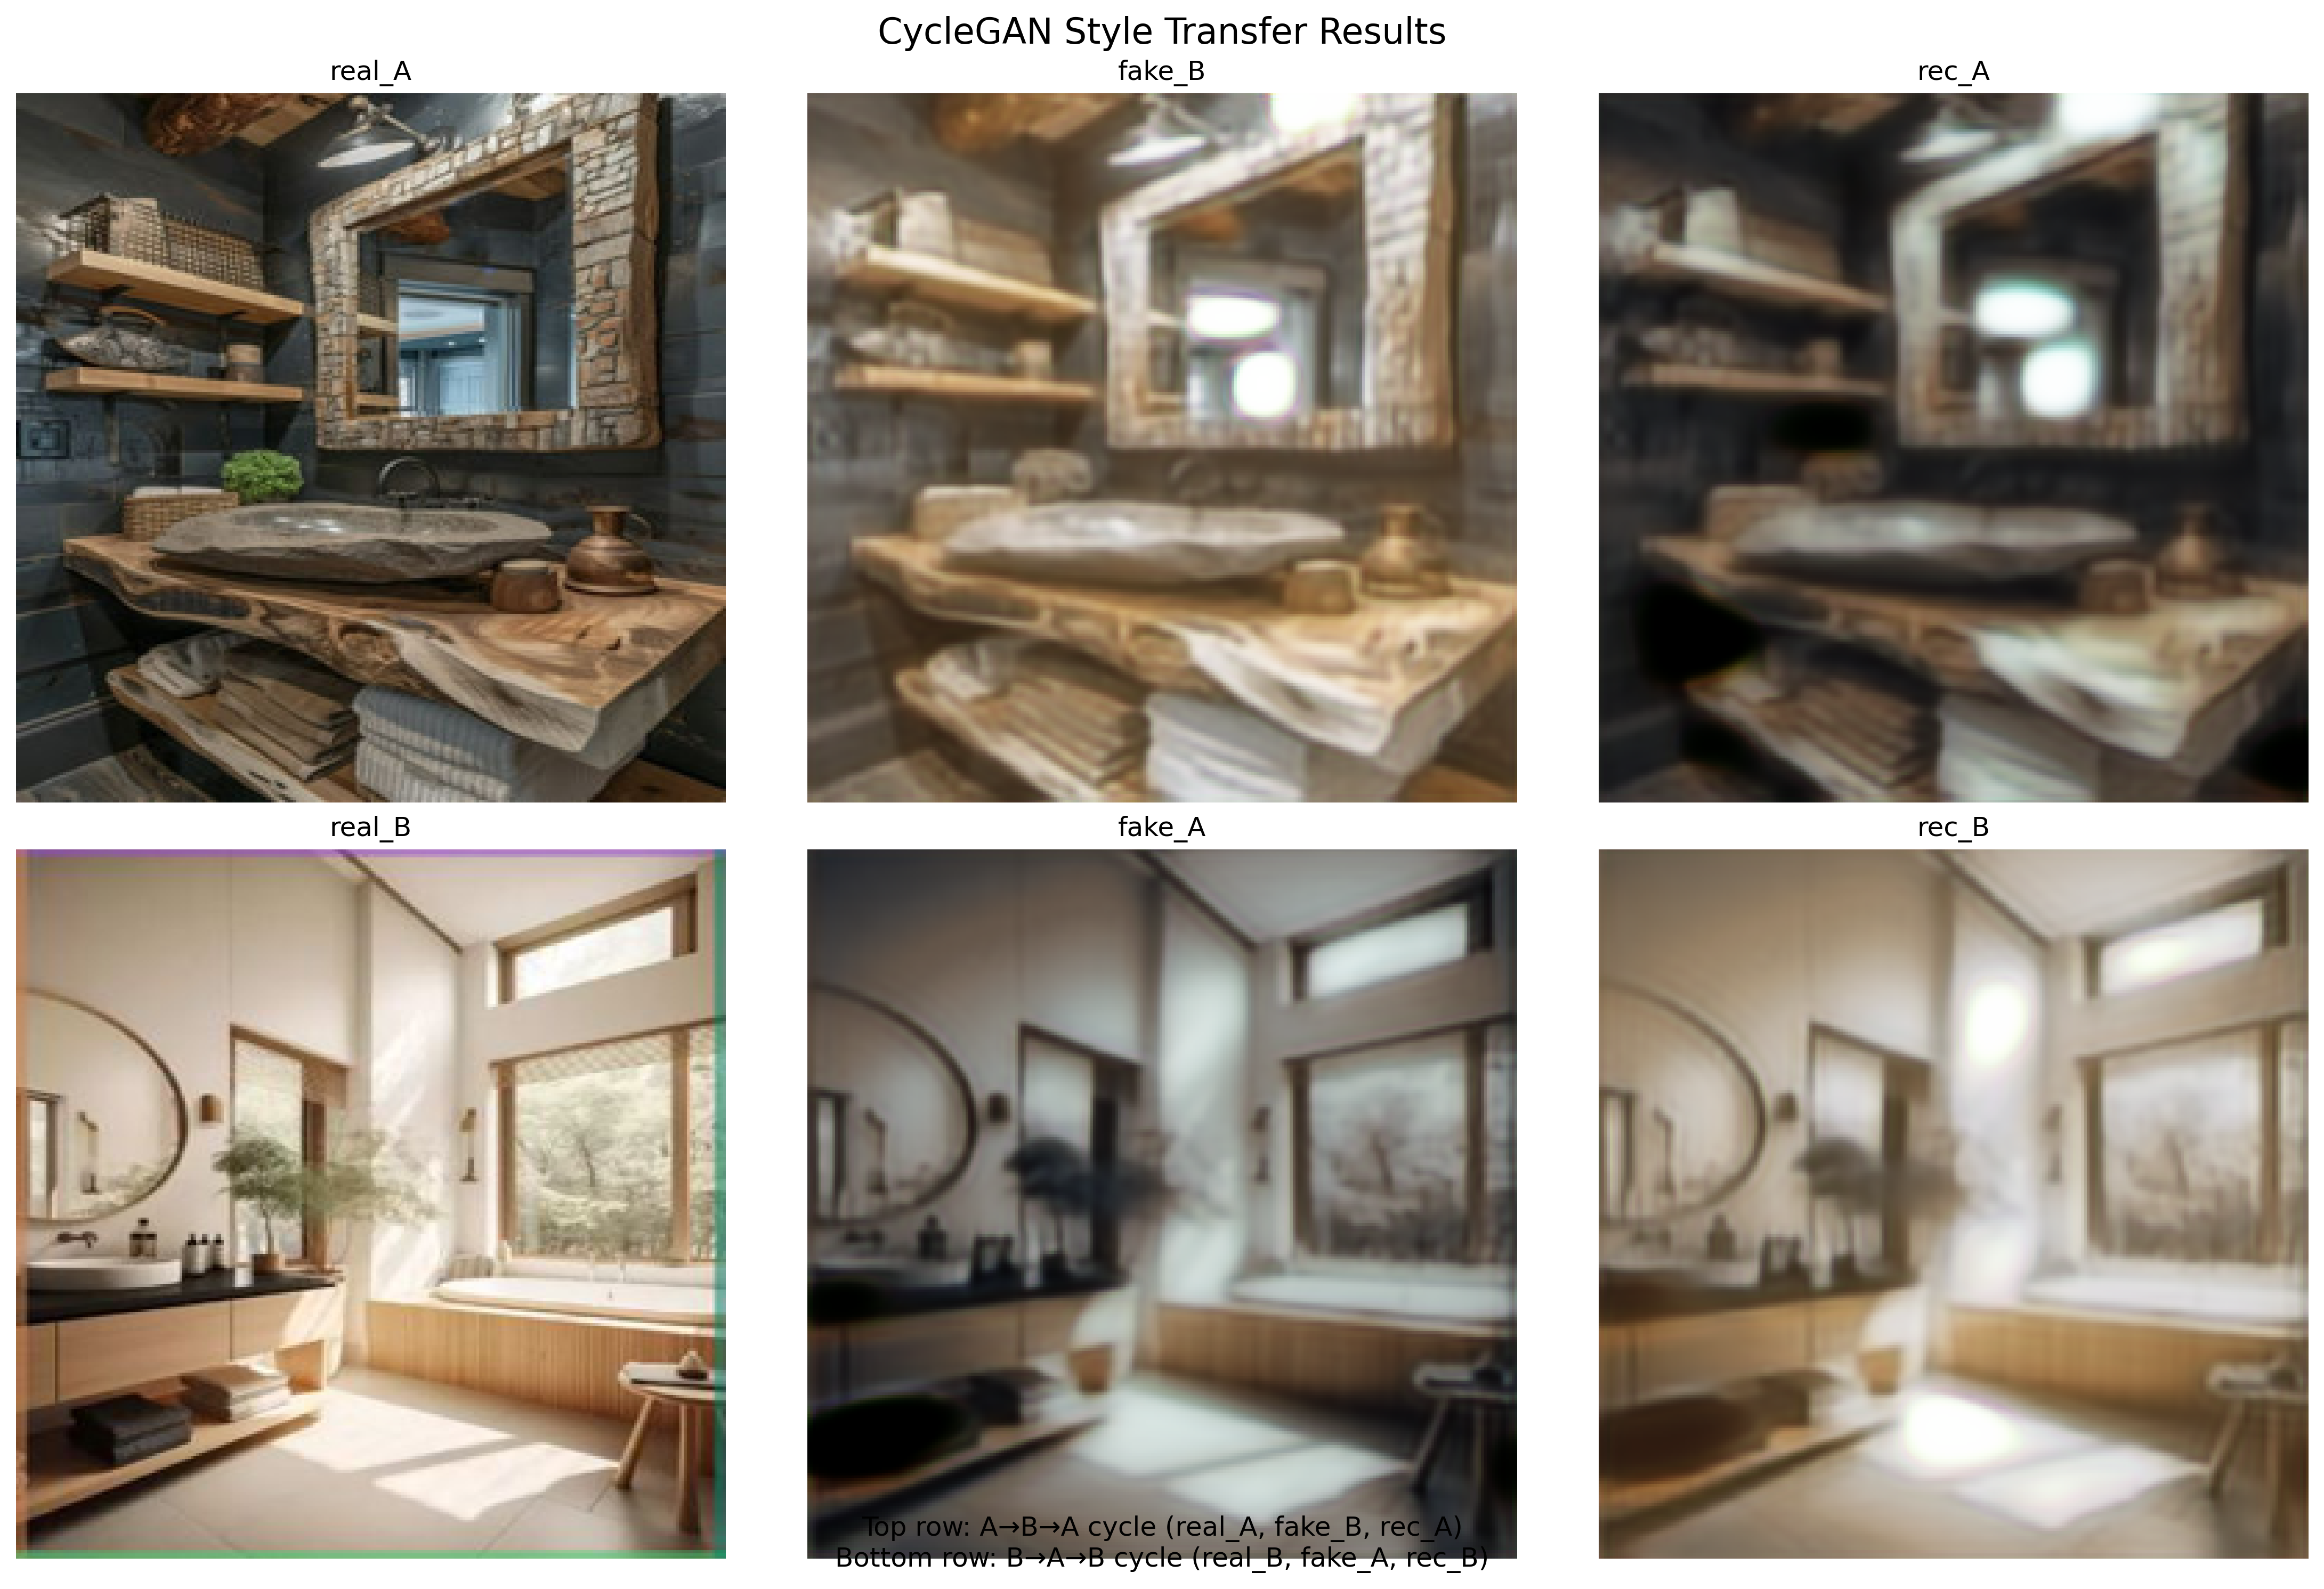 CycleGAN Style Transfer Results
real_A
fake_B
rec_A
real_B
fake_A
rec_B
Top row: A→B→A cycle (real_A, fake_B, rec_A)
Bottom row: B→A→B cycle (real_B, fake_A, rec_B)